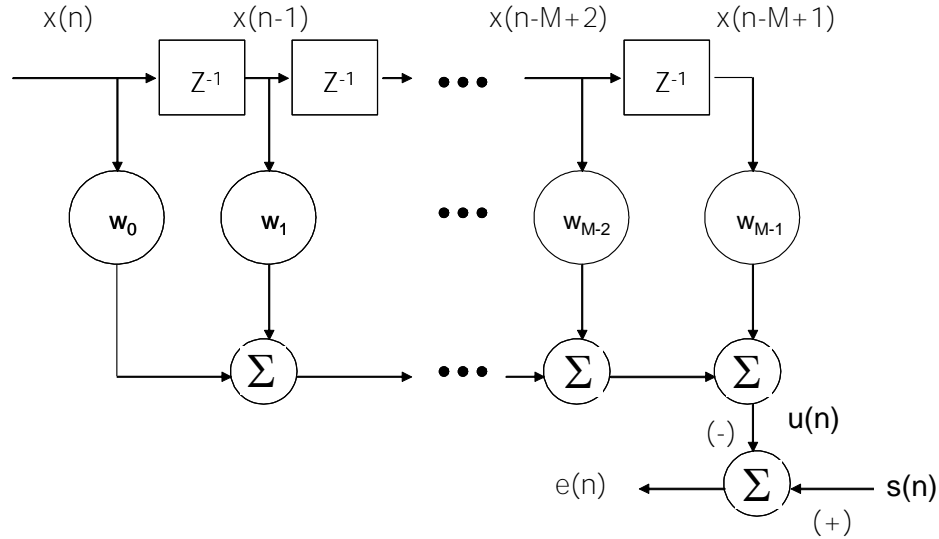 x(n) x(n-1) x(n-M+2) x(n-M+1)
Z-1 Z-1 Z-1
w0 w1 wM-2 wM-1
Σ Σ Σ
(-) u(n)
e(n) Σ s(n)
(+)